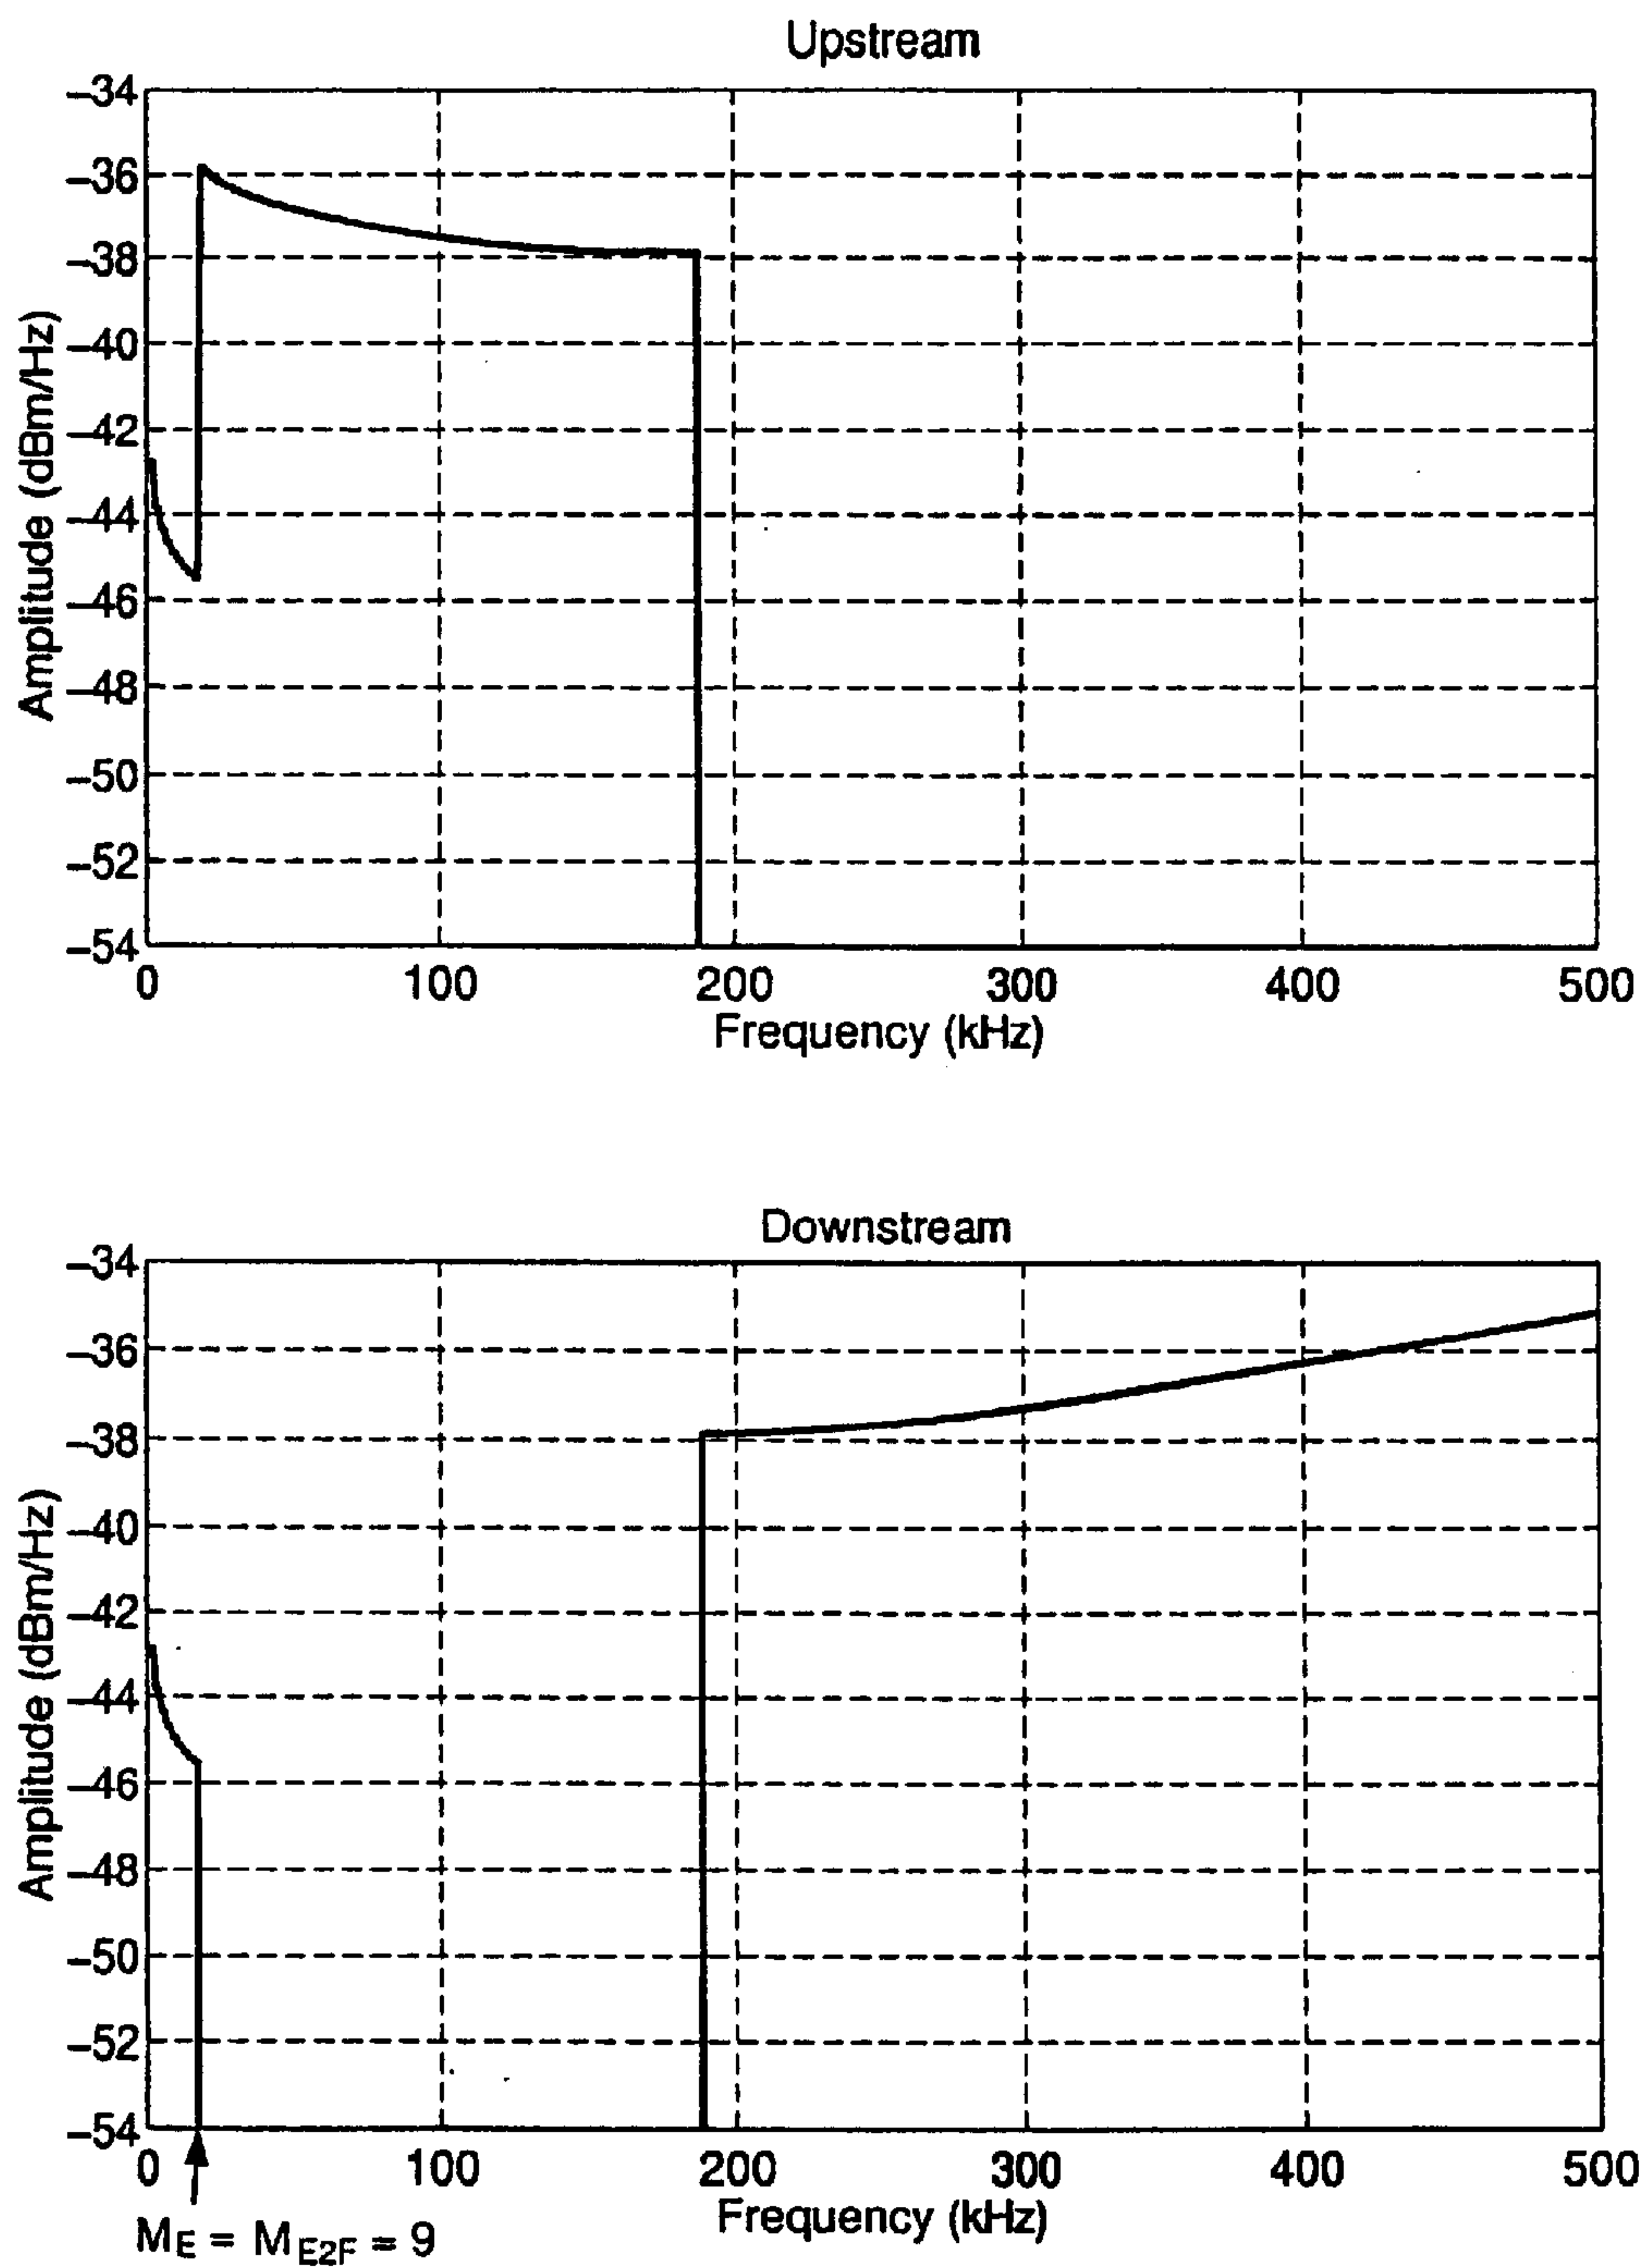 Upstream
Amplitude (dBm/Hz)
−34
−36
−38
−40
−42
−44
−46
−48
−50
−52
−54
0 100 200 300 400 500
Frequency (kHz)
Downstream
Amplitude (dBm/Hz)
−34
−36
−38
−40
−42
−44
−46
−48
−50
−52
−54
0 100 200 300 400 500
Frequency (kHz)
ME = ME2F = 9